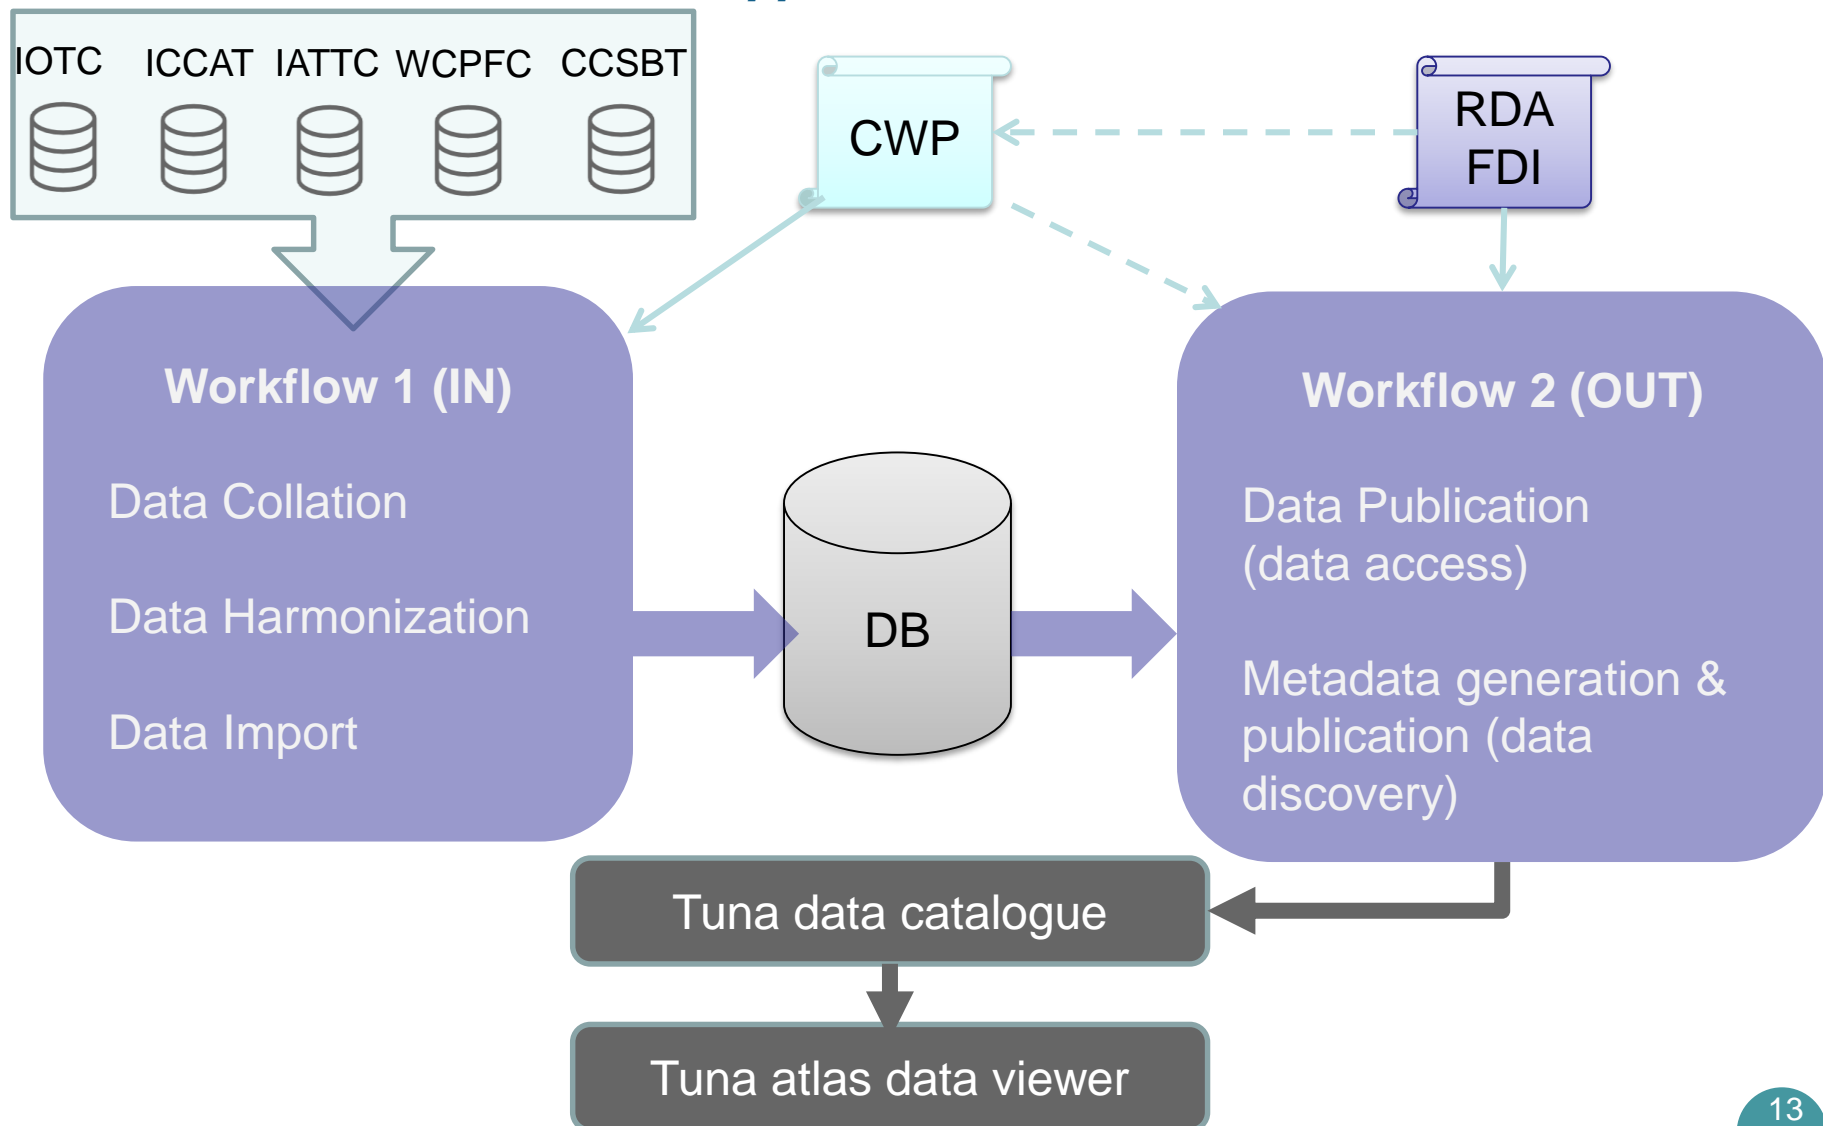 IOTC ICCAT IATTC WCPFC CCSBT
CWP
RDA
FDI
Workflow 1 (IN)
Data Collation
Data Harmonization
Data Import
DB
Workflow 2 (OUT)
Data Publication
(data access)
Metadata generation &
publication (data
discovery)
Tuna data catalogue
Tuna atlas data viewer
13